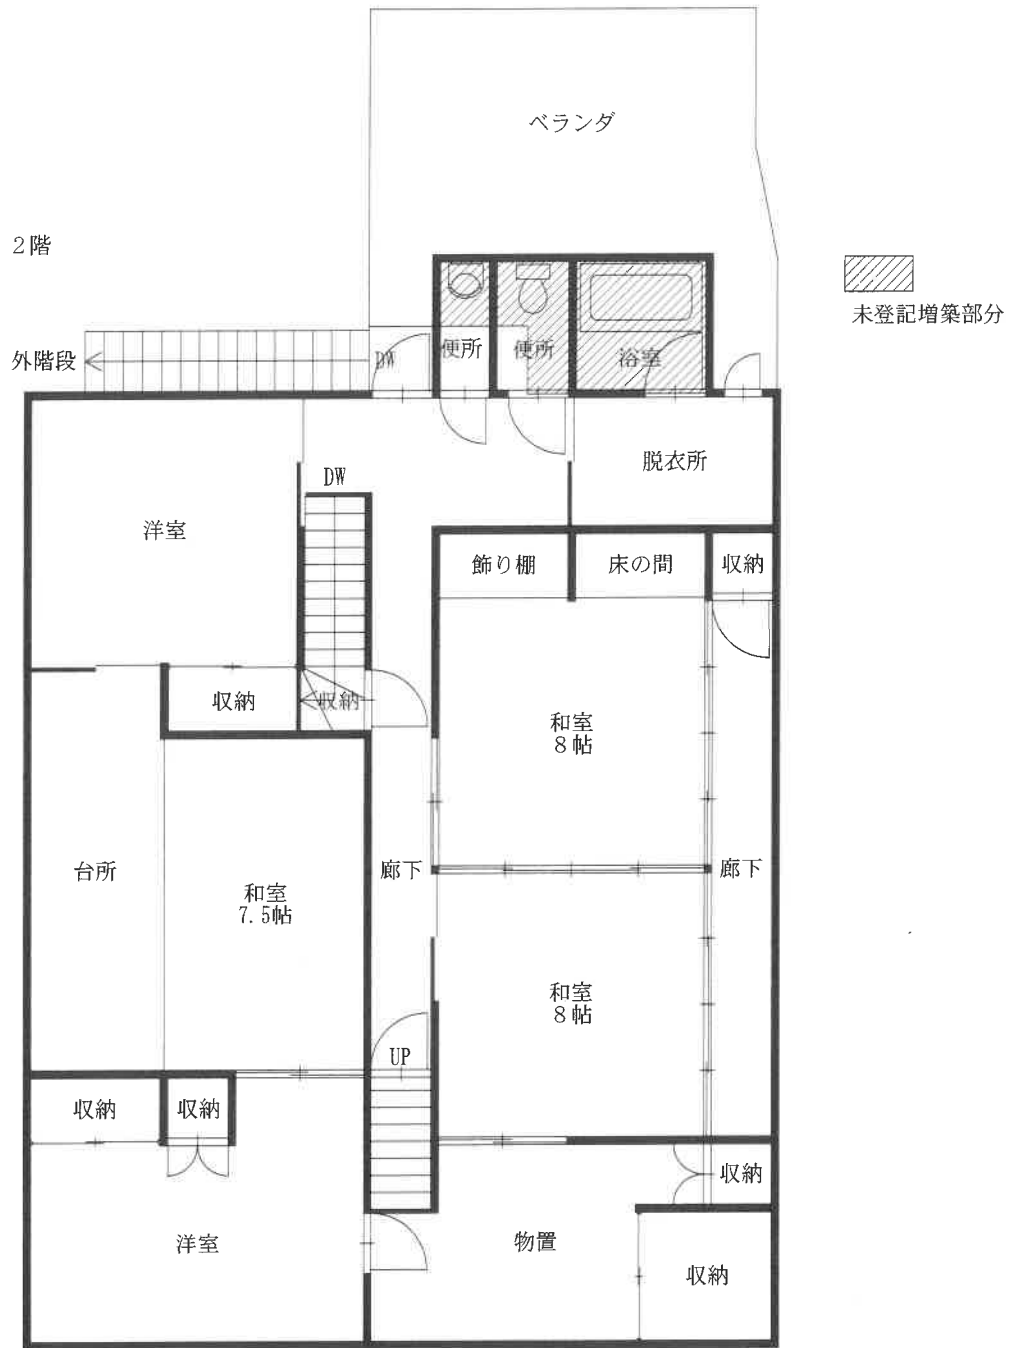 ベランダ
2階
未登記増築部分
外階段
DW
便所
便所
浴室
脱衣所
DW
洋室
飾り棚
床の間
収納
収納
収納
和室
8帖
台所
和室
7.5帖
廊下
廊下
和室
8帖
UP
収納
収納
収納
洋室
物置
収納